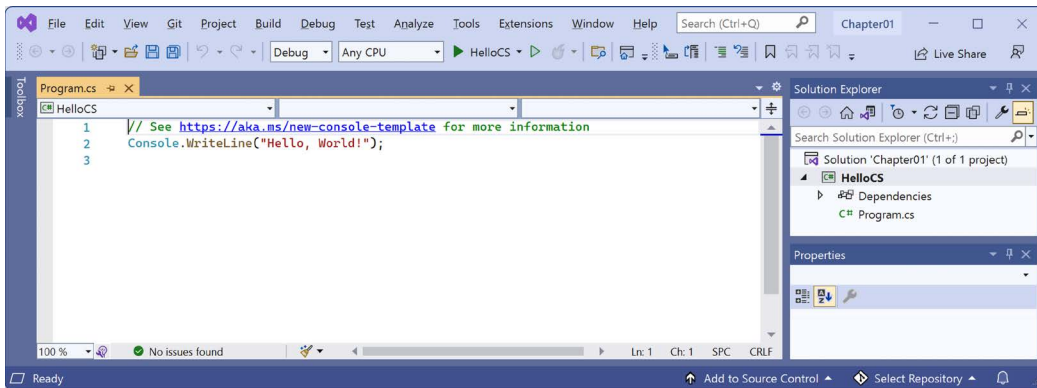 File Edit View Git Project Build Debug Test Analyze Tools Extensions Window Help Search (Ctrl+Q) Chapter01
Debug Any CPU HelloCS Live Share
Toolbox
Program.cs
Solution Explorer
C# HelloCS
1 // See https://aka.ms/new-console-template for more information
2 Console.WriteLine("Hello, World!");
3
Search Solution Explorer (Ctrl+;)
Solution 'Chapter01' (1 of 1 project)
C# HelloCS
Dependencies
C# Program.cs
Properties
100 % No issues found Ln: 1 Ch: 1 SPC CRLF
Ready Add to Source Control Select Repository